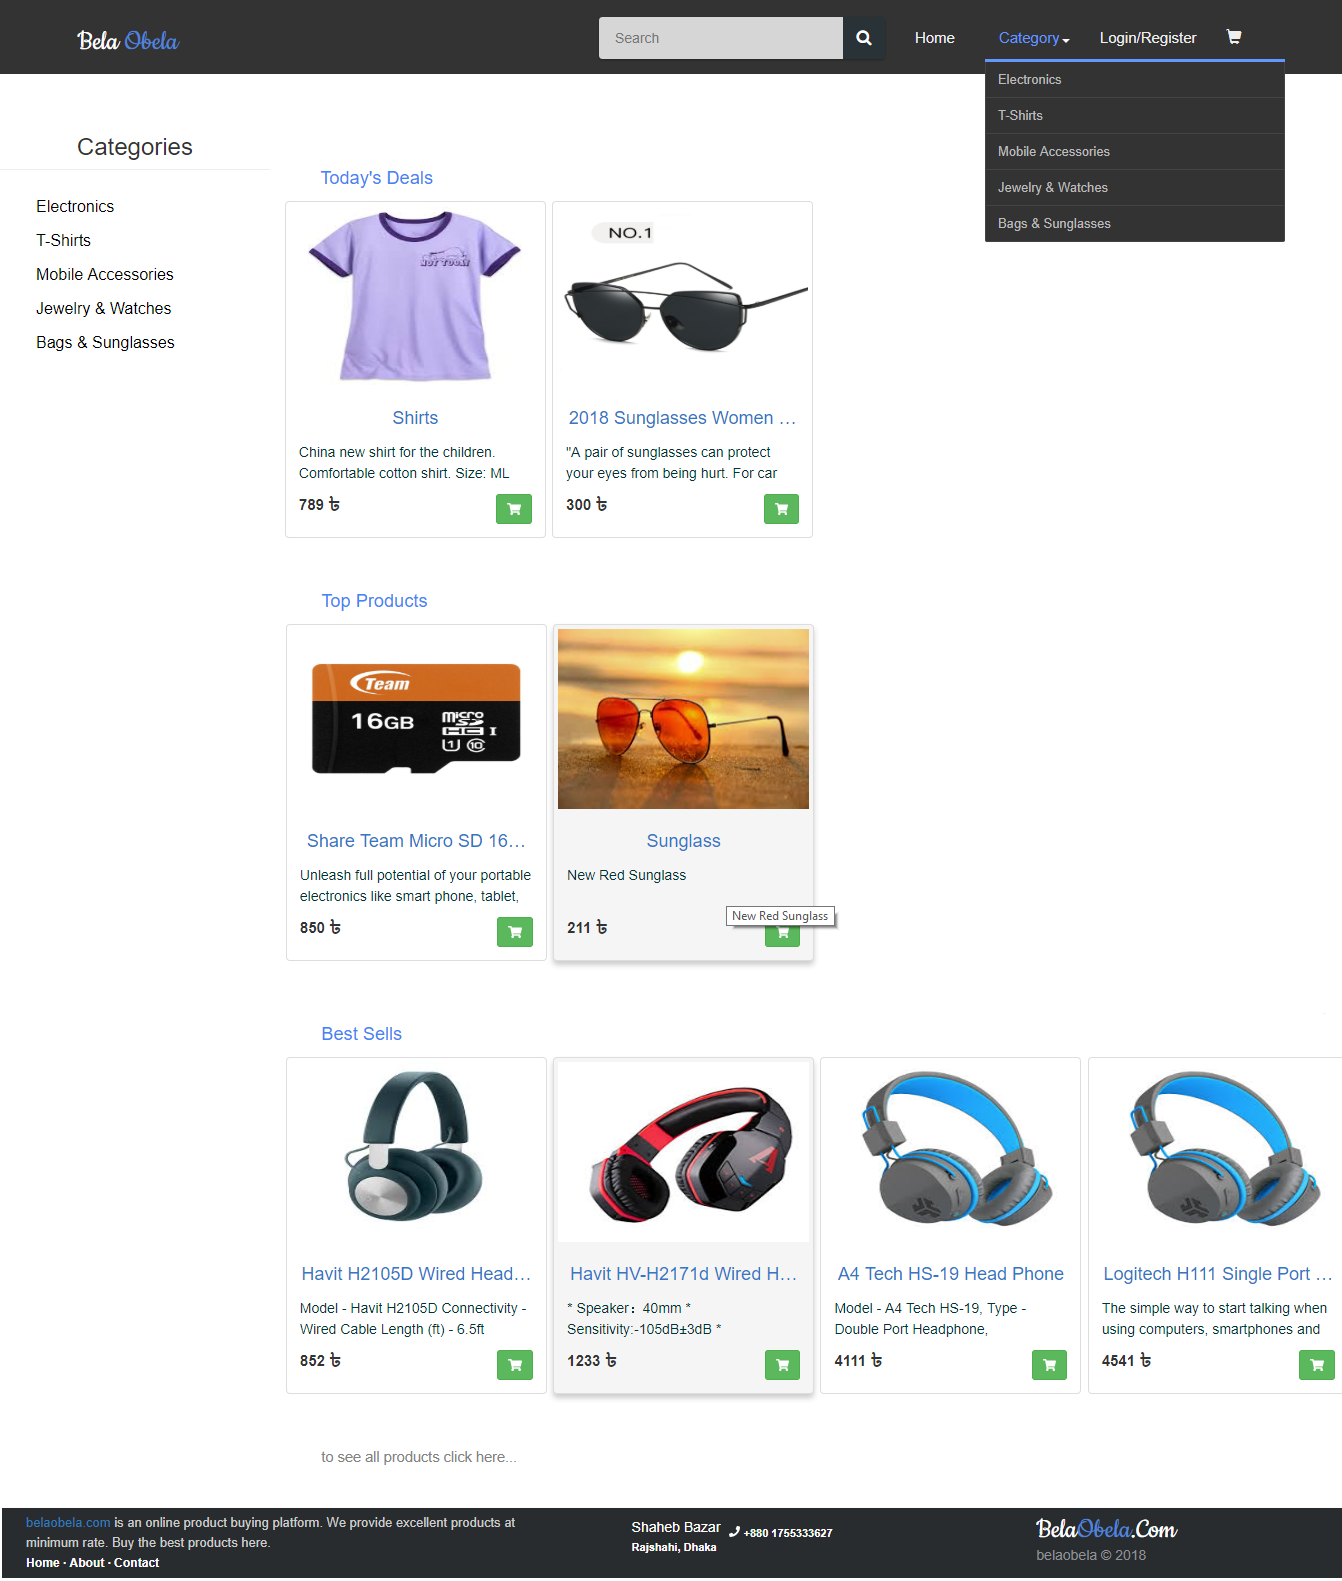 Bela Obela
Search
Home
Category
Login/Register
Electronics
T-Shirts
Mobile Accessories
Jewelry & Watches
Bags & Sunglasses
Categories
Electronics
T-Shirts
Mobile Accessories
Jewelry & Watches
Bags & Sunglasses
Today's Deals
NOT TODAY
Shirts
China new shirt for the children.
Comfortable cotton shirt. Size: ML
789 ৳
NO.1
2018 Sunglasses Women ...
"A pair of sunglasses can protect
your eyes from being hurt. For car
300 ৳
Top Products
Team
16GB
micro
SD
HC I
U1 10
Share Team Micro SD 16...
Unleash full potential of your portable
electronics like smart phone, tablet,
850 ৳
Sunglass
New Red Sunglass
New Red Sunglass
211 ৳
Best Sells
Havit H2105D Wired Head...
Model - Havit H2105D Connectivity -
Wired Cable Length (ft) - 6.5ft
852 ৳
A
Havit HV-H2171d Wired H...
* Speaker：40mm *
Sensitivity:-105dB±3dB *
1233 ৳
A4 Tech HS-19 Head Phone
Model - A4 Tech HS-19, Type -
Double Port Headphone,
4111 ৳
Logitech H111 Single Port ...
The simple way to start talking when
using computers, smartphones and
4541 ৳
to see all products click here...
belaobela.com is an online product buying platform. We provide excellent products at
minimum rate. Buy the best products here.
Home · About · Contact
Shaheb Bazar
Rajshahi, Dhaka
+880 1755333627
BelaObela.Com
belaobela © 2018